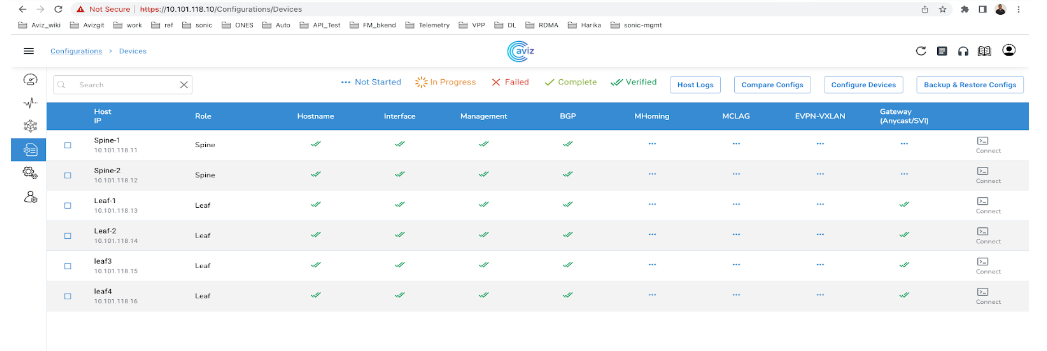 Not Secure | https://10.101.118.10/Configurations/Devices
Aviz_wiki Avizgit work ref sonic ONES Auto API_Test FM_bkend Telemetry VPP DL RDMA Harika sonic-mgmt
Configurations > Devices
aviz
Search
Not Started In Progress Failed Complete Verified Host Logs Compare Configs Configure Devices Backup & Restore Configs
Host IP Role Hostname Interface Management BGP MHoming MCLAG EVPN-VXLAN Gateway (Anycast/SVI)
Spine-1 Spine
10.101.118.11 Connect
Spine-2 Spine
10.101.118.12 Connect
Leaf-1 Leaf
10.101.118.13 Connect
Leaf-2 Leaf
10.101.118.14 Connect
leaf3 Leaf
10.101.118.15 Connect
leaf4 Leaf
10.101.118.16 Connect